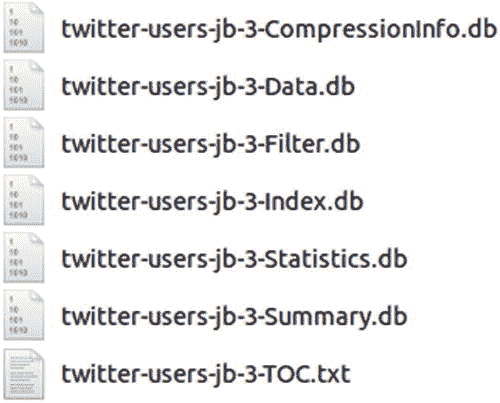 twitter-users-jb-3-CompressionInfo.db
twitter-users-jb-3-Data.db
twitter-users-jb-3-Filter.db
twitter-users-jb-3-Index.db
twitter-users-jb-3-Statistics.db
twitter-users-jb-3-Summary.db
twitter-users-jb-3-TOC.txt